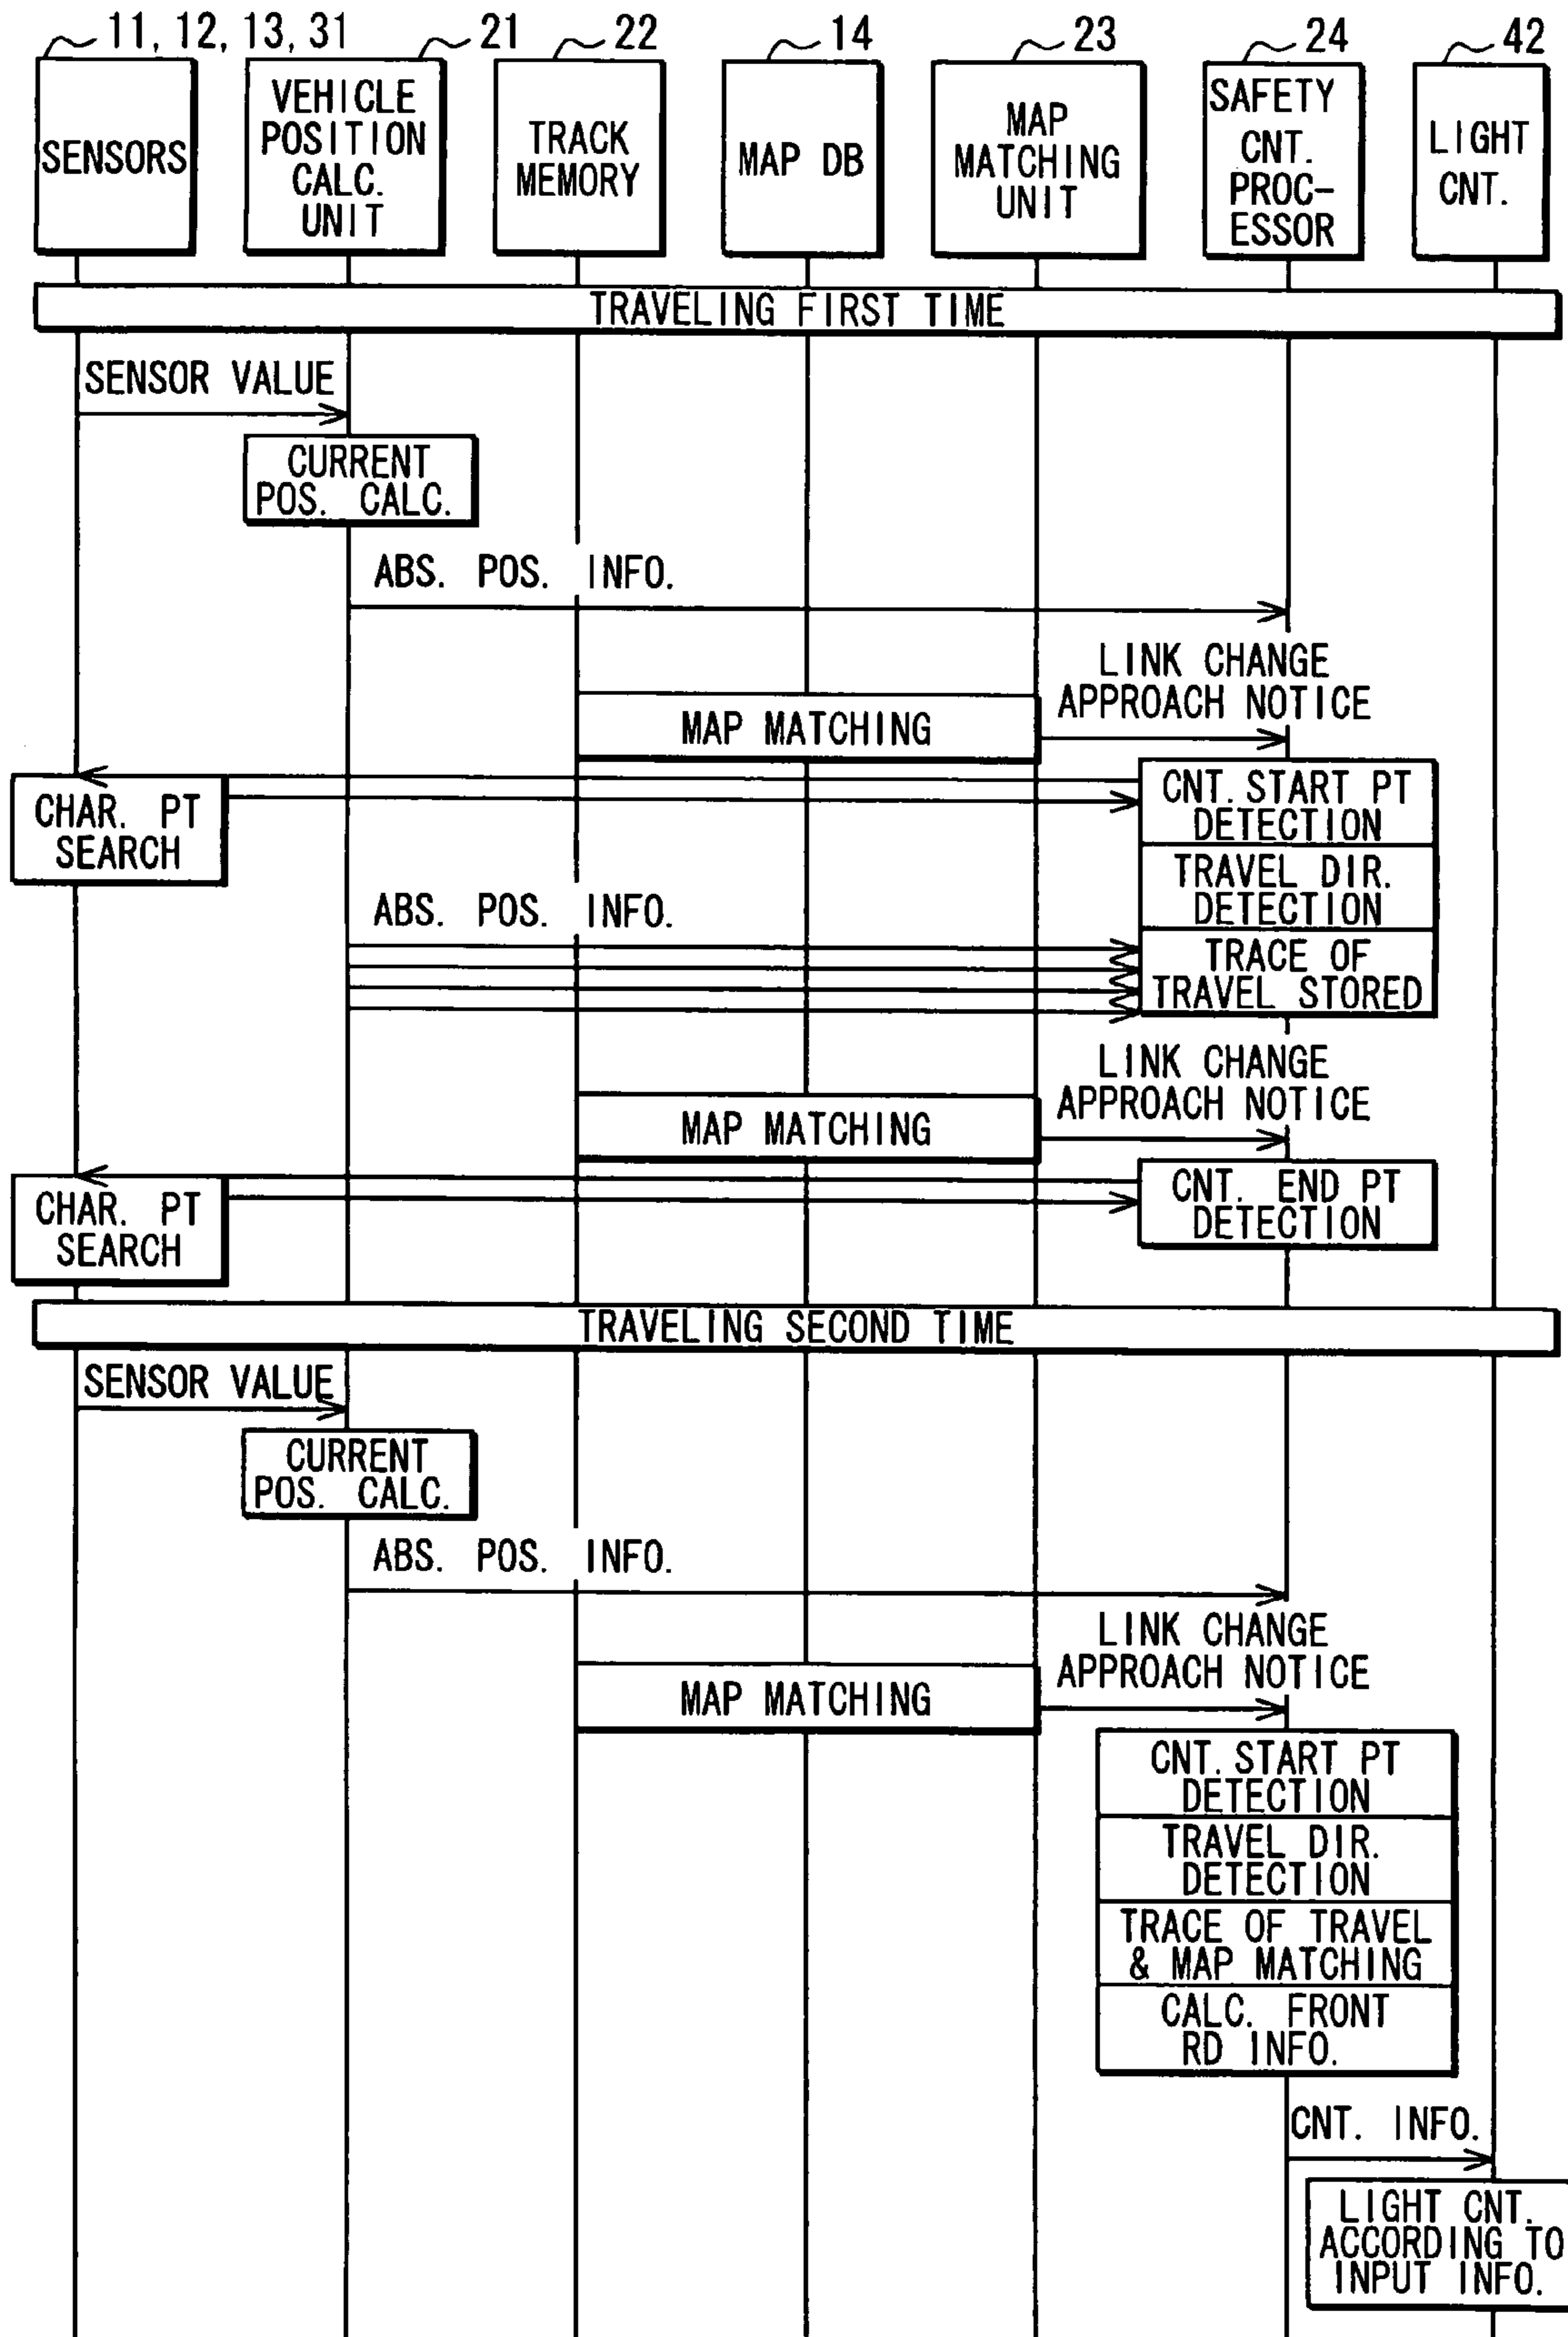 11, 12, 13, 31
21
22
14
23
24
42
SENSORS
VEHICLE
POSITION
CALC.
UNIT
TRACK
MEMORY
MAP DB
MAP
MATCHING
UNIT
SAFETY
CNT.
PROC-
ESSOR
LIGHT
CNT.
TRAVELING FIRST TIME
SENSOR VALUE
CURRENT
POS. CALC.
ABS. POS. INFO.
LINK CHANGE
APPROACH NOTICE
MAP MATCHING
CHAR. PT
SEARCH
CNT. START PT
DETECTION
TRAVEL DIR.
DETECTION
ABS. POS. INFO.
TRACE OF
TRAVEL STORED
LINK CHANGE
APPROACH NOTICE
MAP MATCHING
CHAR. PT
SEARCH
CNT. END PT
DETECTION
TRAVELING SECOND TIME
SENSOR VALUE
CURRENT
POS. CALC.
ABS. POS. INFO.
LINK CHANGE
APPROACH NOTICE
MAP MATCHING
CNT. START PT
DETECTION
TRAVEL DIR.
DETECTION
TRACE OF TRAVEL
& MAP MATCHING
CALC. FRONT
RD INFO.
CNT. INFO.
LIGHT CNT.
ACCORDING TO
INPUT INFO.